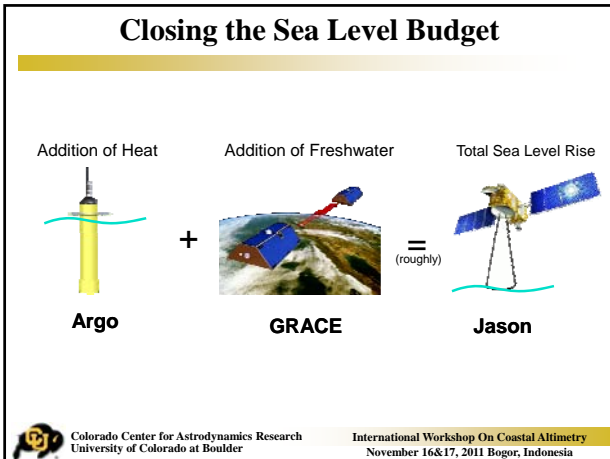 Closing the Sea Level Budget
Addition of Heat
Addition of Freshwater
Total Sea Level Rise
+
=
(roughly)
Argo
GRACE
Jason
CU
Colorado Center for Astrodynamics Research
University of Colorado at Boulder
International Workshop On Coastal Altimetry
November 16&17, 2011 Bogor, Indonesia